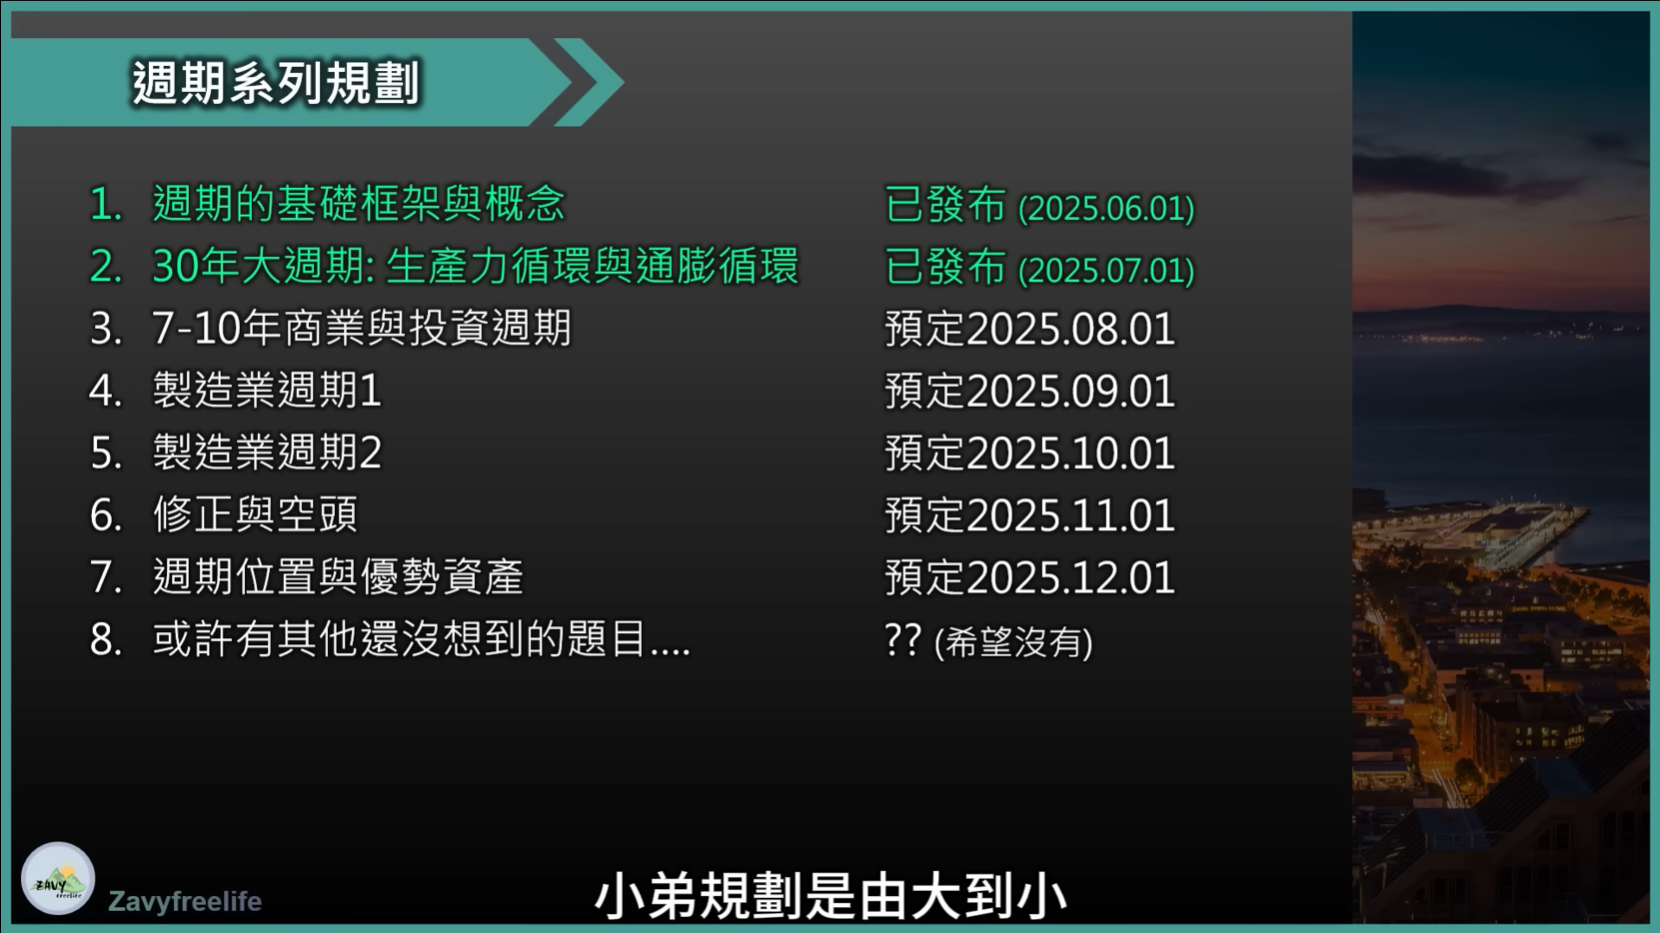 週期系列規劃
1. 週期的基礎框架與概念 已發布 (2025.06.01)
2. 30年大週期: 生產力循環與通膨循環 已發布 (2025.07.01)
3. 7-10年商業與投資週期 預定2025.08.01
4. 製造業週期1 預定2025.09.01
5. 製造業週期2 預定2025.10.01
6. 修正與空頭 預定2025.11.01
7. 週期位置與優勢資產 預定2025.12.01
8. 或許有其他還沒想到的題目.... ?? (希望沒有)
ZAVY
freelife
Zavyfreelife
小弟規劃是由大到小